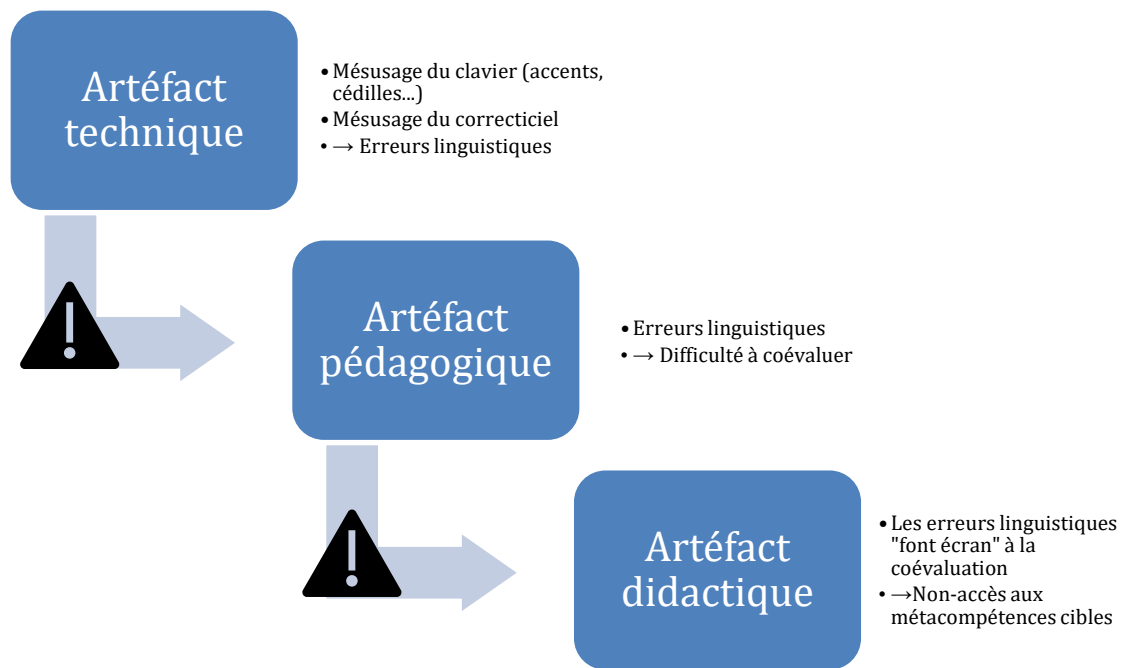 Artéfact
technique
• Mésusage du clavier (accents,
cédilles...)
• Mésusage du correcticiel
• → Erreurs linguistiques
Artéfact
pédagogique
• Erreurs linguistiques
• → Difficulté à coévaluer
Artéfact
didactique
• Les erreurs linguistiques
"font écran" à la
coévaluation
• →Non-accès aux
métacompétences cibles